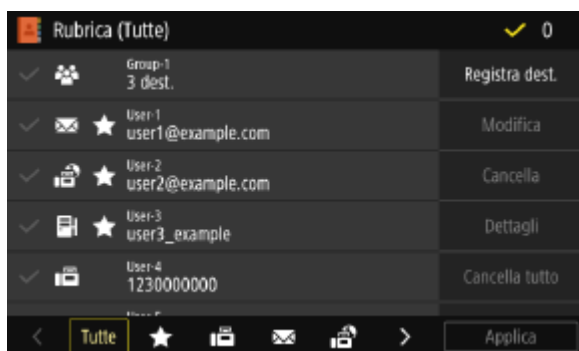 Rubrica (Tutte)
0
Group-1
3 dest.
Registra dest.
User-1
user1@example.com
Modifica
User-2
user2@example.com
Cancella
User-3
user3_example
Dettagli
User-4
1230000000
Cancella tutto
Tutte
Applica